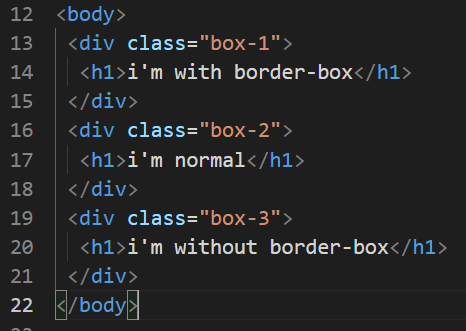 12 <body>
13 <div class="box-1">
14 <h1>i'm with border-box</h1>
15 </div>
16 <div class="box-2">
17 <h1>i'm normal</h1>
18 </div>
19 <div class="box-3">
20 <h1>i'm without border-box</h1>
21 </div>
22 </body>